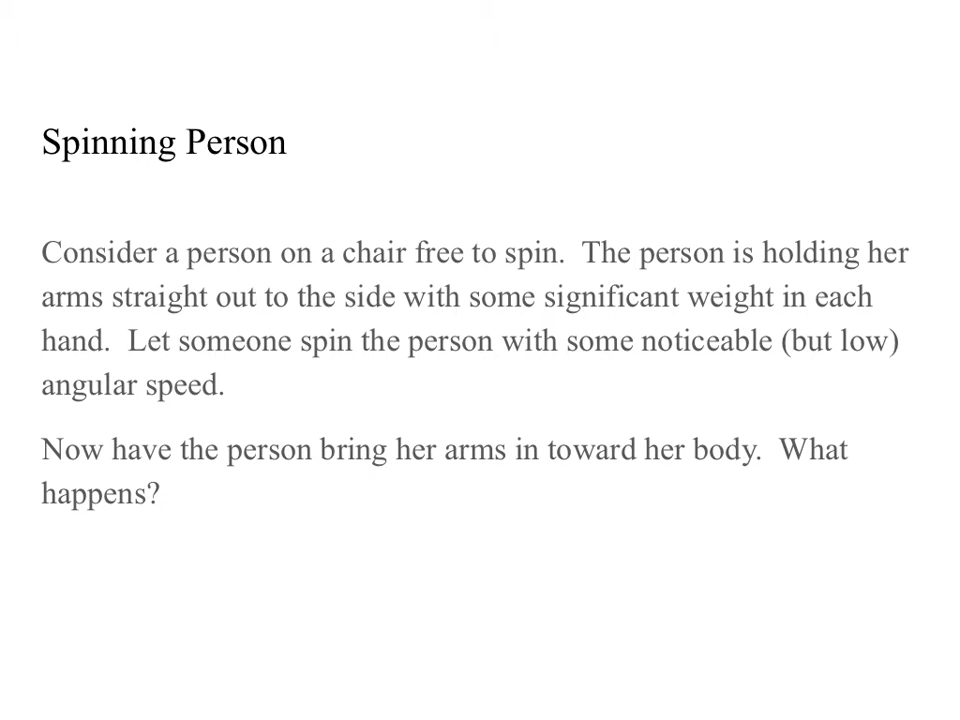 Spinning Person
Consider a person on a chair free to spin.  The person is holding her
arms straight out to the side with some significant weight in each
hand.  Let someone spin the person with some noticeable (but low)
angular speed.
Now have the person bring her arms in toward her body.  What
happens?